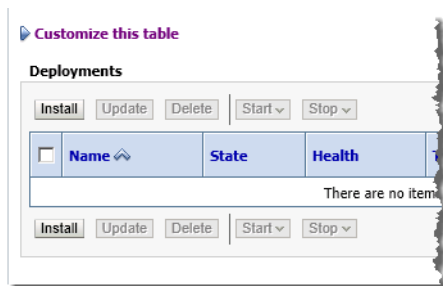 Customize this table
Deployments
Install Update Delete Start Stop
Name State Health
There are no item
Install Update Delete Start Stop